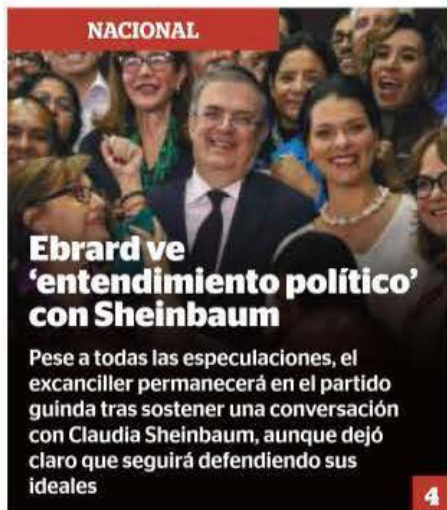 NACIONAL
Ebrard ve
‘entendimiento político’
con Sheinbaum
Pese a todas las especulaciones, el
excanciller permanecerá en el partido
guinda tras sostener una conversación
con Claudia Sheinbaum, aunque dejó
claro que seguirá defendiendo sus
ideales
4